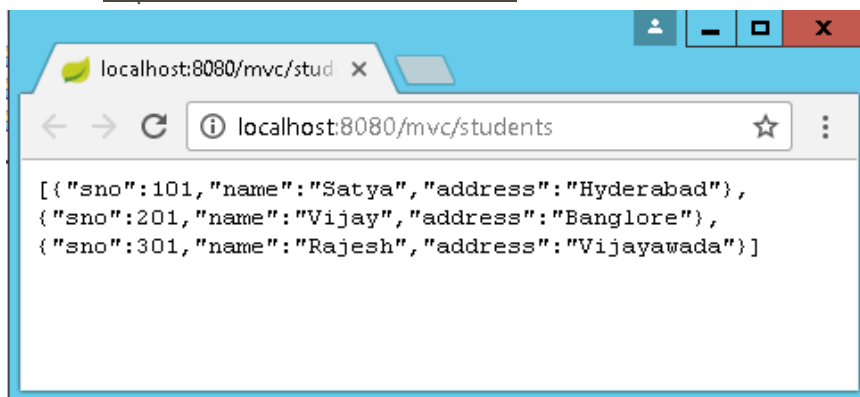 localhost:8080/mvc/stud
localhost:8080/mvc/students
[{"sno":101,"name":"Satya","address":"Hyderabad"},
{"sno":201,"name":"Vijay","address":"Banglore"},
{"sno":301,"name":"Rajesh","address":"Vijayawada"}]